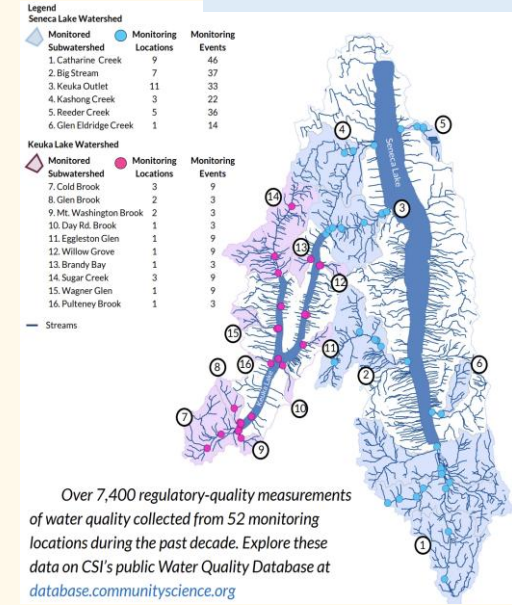 Legend
Seneca Lake Watershed
Monitored Subwatershed Monitoring Locations Monitoring Events
1. Catharine Creek 9 46
2. Big Stream 7 37
3. Keuka Outlet 11 33
4. Kashong Creek 3 22
5. Reeder Creek 5 36
6. Glen Eldridge Creek 1 14
Keuka Lake Watershed
Monitored Subwatershed Monitoring Locations Monitoring Events
7. Cold Brook 3 9
8. Glen Brook 2 3
9. Mt. Washington Brook 2 3
10. Day Rd. Brook 1 3
11. Eggleston Glen 1 9
12. Willow Grove 1 9
13. Brandy Bay 1 3
14. Sugar Creek 3 9
15. Wagner Glen 1 9
16. Pulteney Brook 1 3
Streams
4
5
Seneca Lake
14
3
13
12
15
11
16
8
2
6
10
7
9
1
Over 7,400 regulatory-quality measurements
of water quality collected from 52 monitoring
locations during the past decade. Explore these
data on CSI's public Water Quality Database at
database.communityscience.org